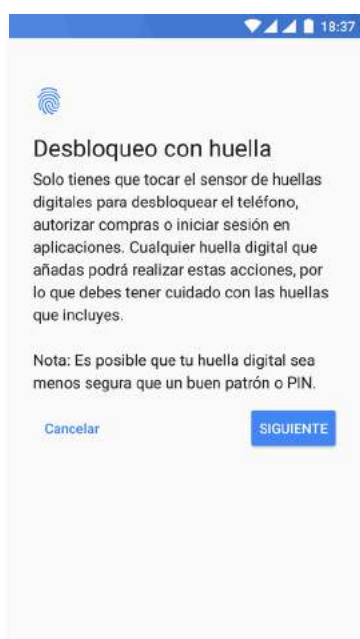 18:37
Desbloqueo con huella
Solo tienes que tocar el sensor de huellas
digitales para desbloquear el teléfono,
autorizar compras o iniciar sesión en
aplicaciones. Cualquier huella digital que
añadas podrá realizar estas acciones, por
lo que debes tener cuidado con las huellas
que incluyes.
Nota: Es posible que tu huella digital sea
menos segura que un buen patrón o PIN.
Cancelar
SIGUIENTE